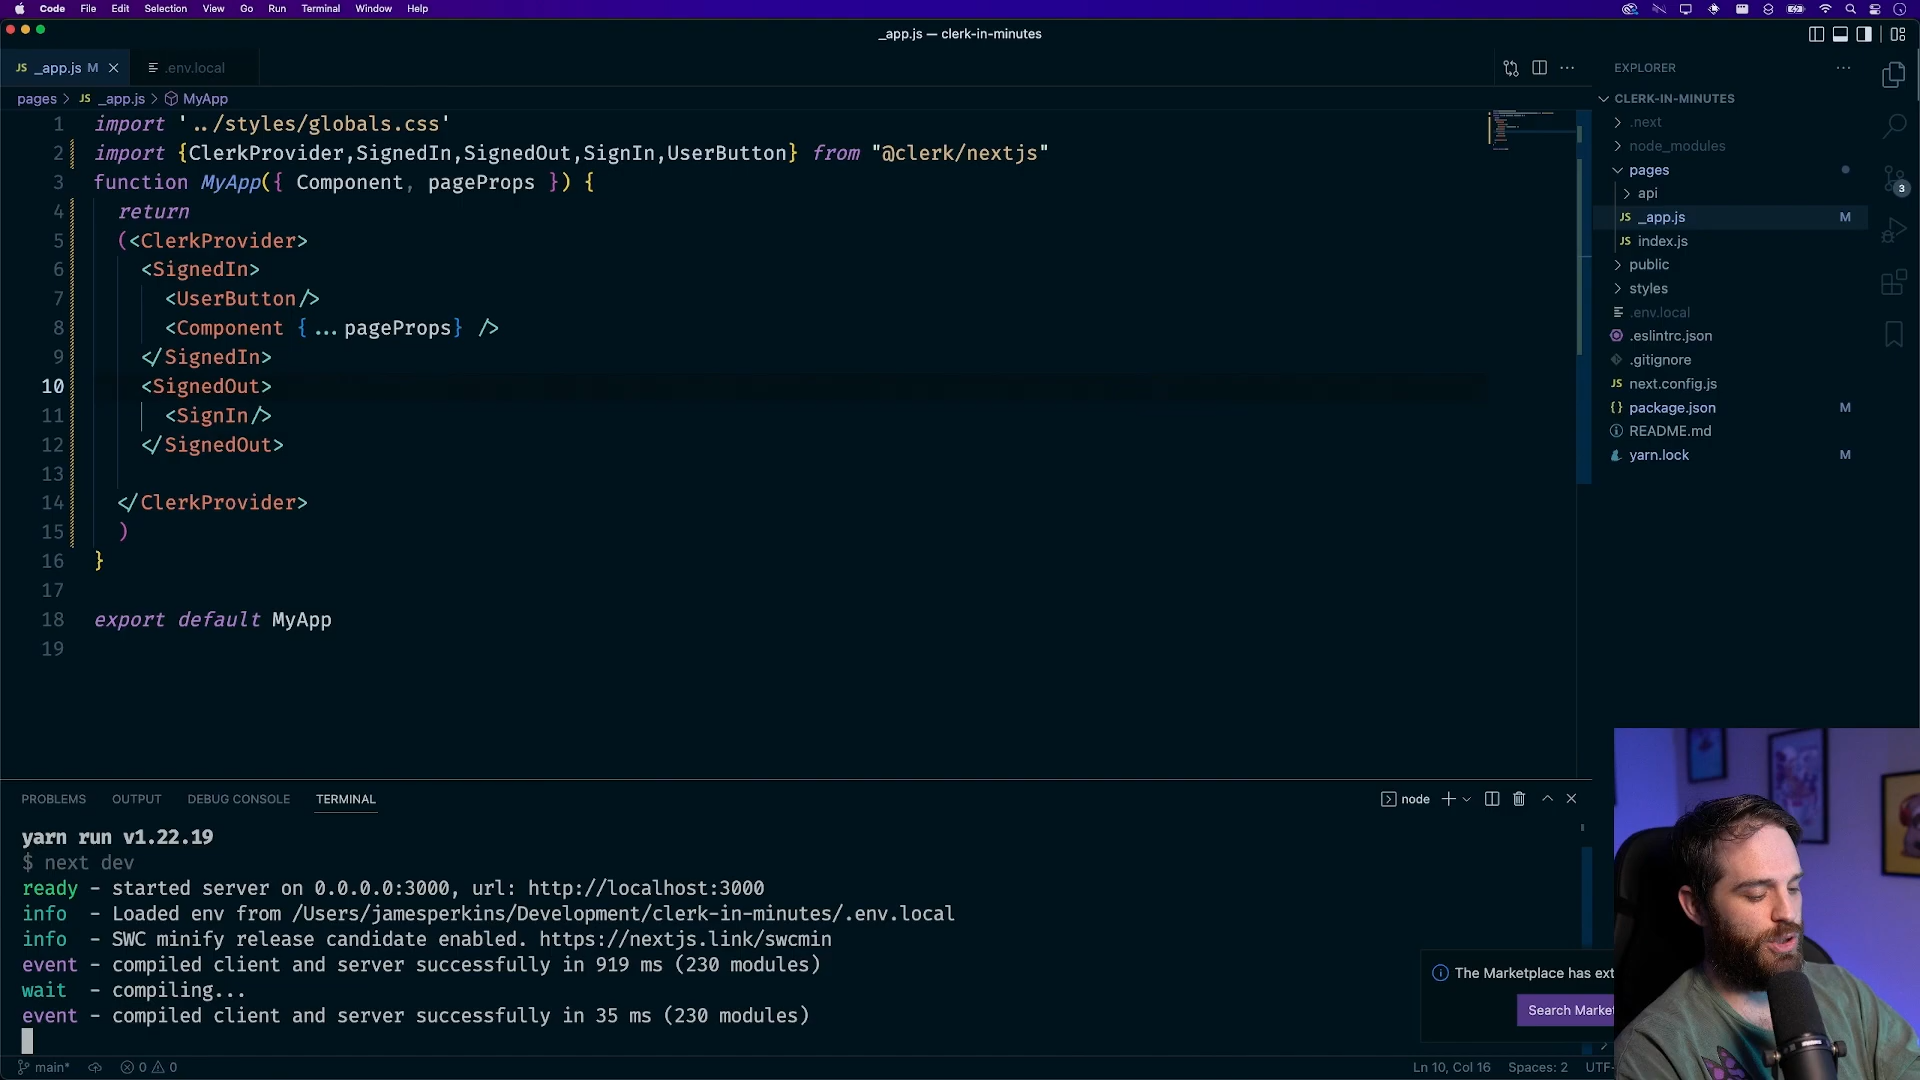 Code File Edit Selection View Go Run Terminal Window Help
_app.js — clerk-in-minutes
JS _app.js M
.env.local
EXPLORER
pages > JS _app.js > MyApp
CLERK-IN-MINUTES
.next
node_modules
pages
api
JS _app.js M
JS index.js
public
styles
.env.local
.eslintrc.json
.gitignore
JS next.config.js
{} package.json M
README.md
yarn.lock M
3
1 import '../styles/globals.css'
2 import {ClerkProvider,SignedIn,SignedOut,SignIn,UserButton} from "@clerk/nextjs"
3 function MyApp({ Component, pageProps }) {
4 return
5 (<ClerkProvider>
6 <SignedIn>
7 <UserButton/>
8 <Component {...pageProps} />
9 </SignedIn>
10 <SignedOut>
11 <SignIn/>
12 </SignedOut>
13
14 </ClerkProvider>
15 )
16 }
17
18 export default MyApp
19
PROBLEMS OUTPUT DEBUG CONSOLE TERMINAL
node
yarn run v1.22.19
$ next dev
ready - started server on 0.0.0.0:3000, url: http://localhost:3000
info - Loaded env from /Users/jamesperkins/Development/clerk-in-minutes/.env.local
info - SWC minify release candidate enabled. https://nextjs.link/swcmin
event - compiled client and server successfully in 919 ms (230 modules)
wait - compiling...
event - compiled client and server successfully in 35 ms (230 modules)
The Marketplace has ext
Search Market
main* 0 0
Ln 10, Col 16 Spaces: 2 UTF-